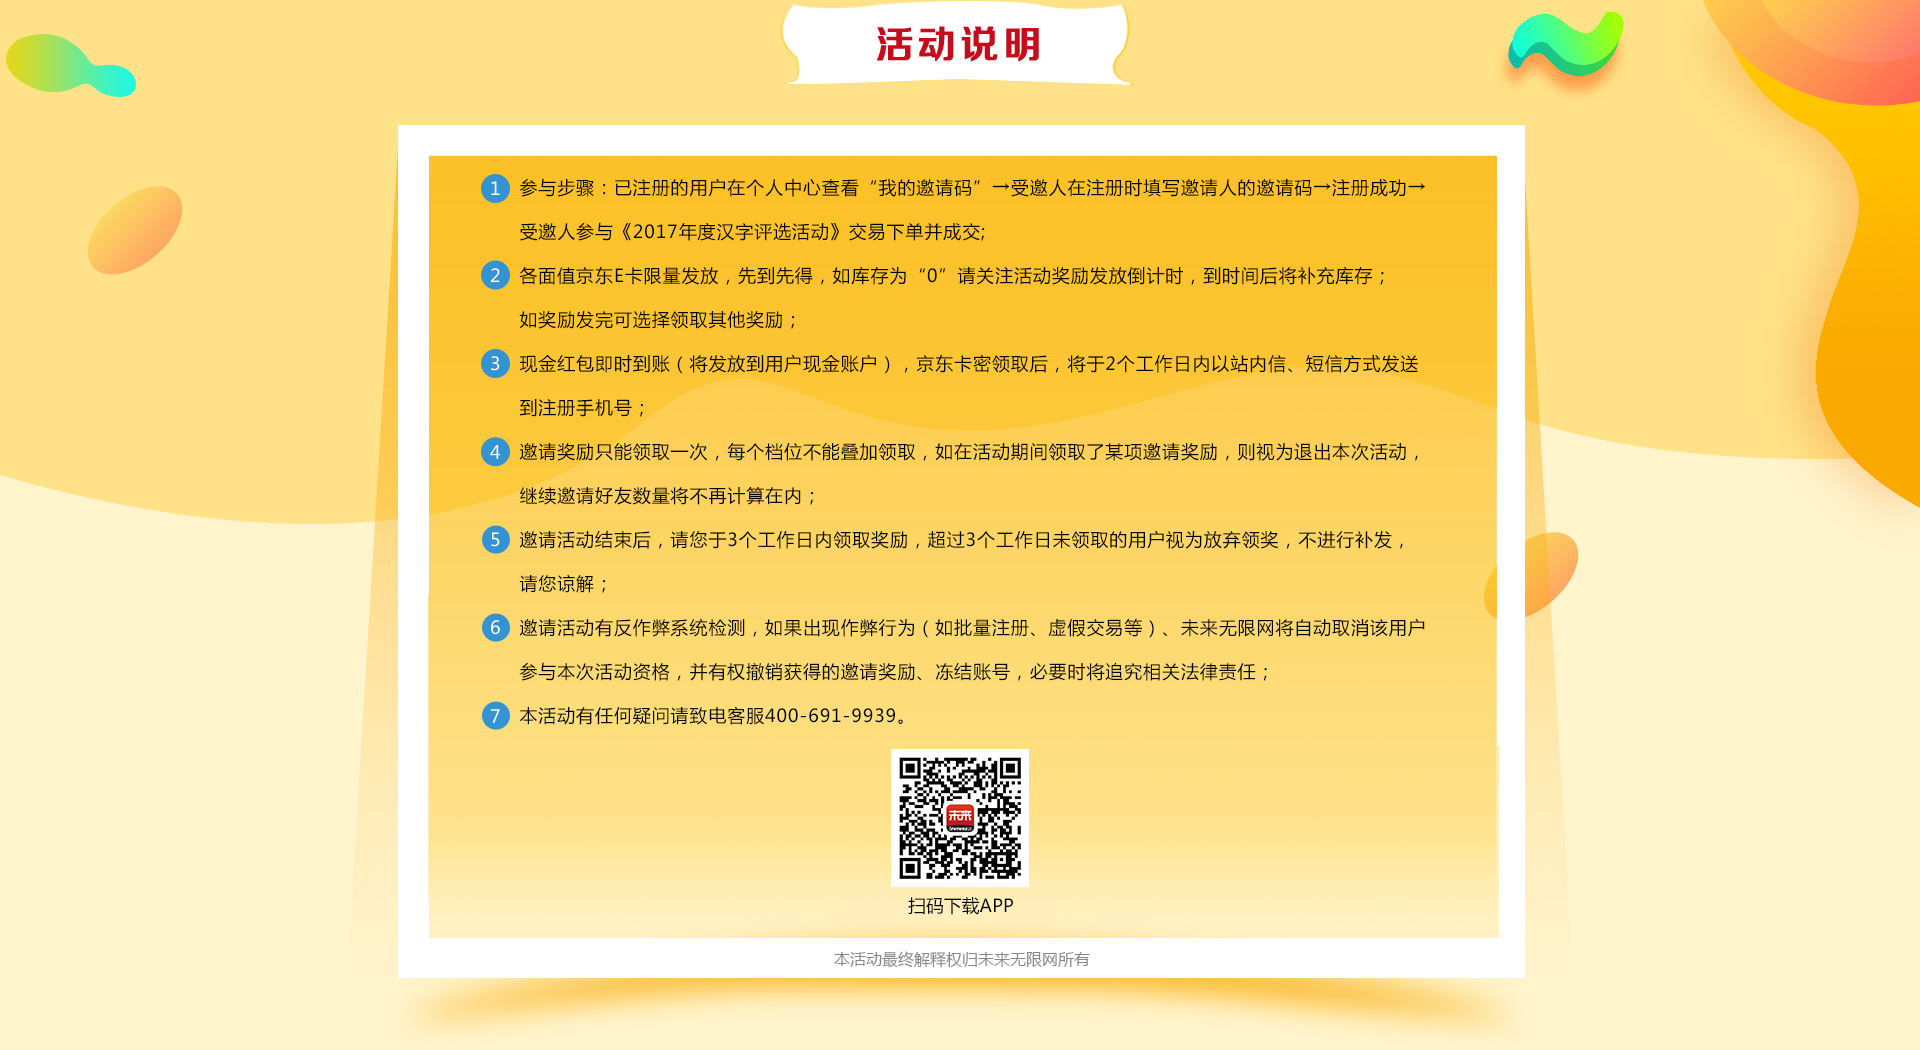 活动说明
1 参与步骤：已注册的用户在个人中心查看“我的邀请码”→受邀人在注册时填写邀请人的邀请码→注册成功→
受邀人参与《2017年度汉字评选活动》交易下单并成交;
2 各面值京东E卡限量发放，先到先得，如库存为“0”请关注活动奖励发放倒计时，到时间后将补充库存；
如奖励发完可选择领取其他奖励；
3 现金红包即时到账（将发放到用户现金账户），京东卡密领取后，将于2个工作日内以站内信、短信方式发送
到注册手机号；
4 邀请奖励只能领取一次，每个档位不能叠加领取，如在活动期间领取了某项邀请奖励，则视为退出本次活动，
继续邀请好友数量将不再计算在内；
5 邀请活动结束后，请您于3个工作日内领取奖励，超过3个工作日未领取的用户视为放弃领奖，不进行补发，
请您谅解；
6 邀请活动有反作弊系统检测，如果出现作弊行为（如批量注册、虚假交易等）、未来无限网将自动取消该用户
参与本次活动资格，并有权撤销获得的邀请奖励、冻结账号，必要时将追究相关法律责任；
7 本活动有任何疑问请致电客服400-691-9939。
未来
扫码下载APP
本活动最终解释权归未来无限网所有